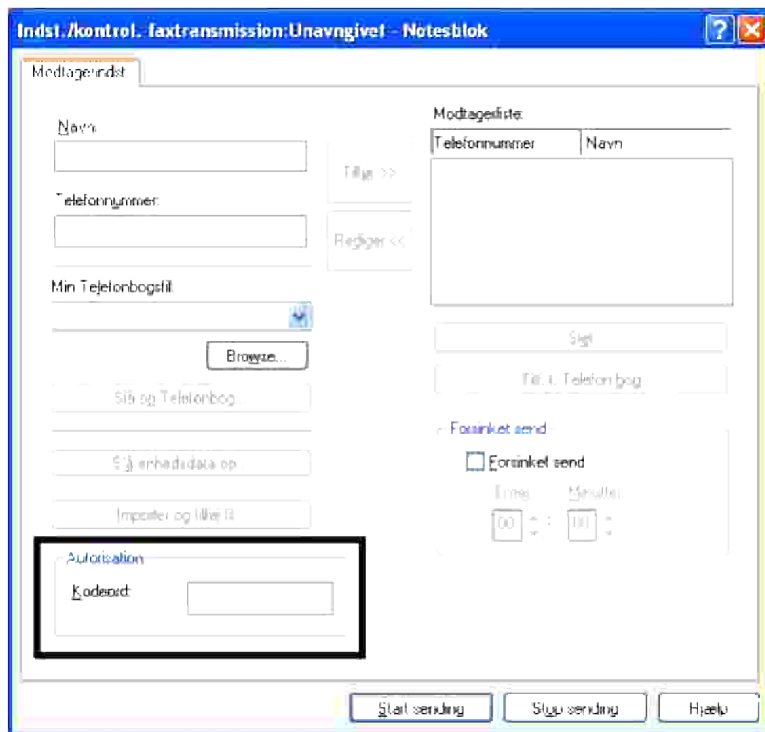 Indst./kontrol. faxtransmission:Unavngivet - Notesblok
Modtagerindst.
Navn:
Telefonnummer:
Tilføj >>
Rediger <<
Min Telefonbogsfil:
Browse...
Slå op Telefonbog...
Slå enhedsdata op
Importer og tilføj til
Autorisation
Kodeord:
Modtagerliste:
Telefonnummer Navn
Slet
Tilf. t. Telefon bog
Forsinket send
Forsinket send
Timer Minutter
00 : 00
Start sending Stop sending Hjælp